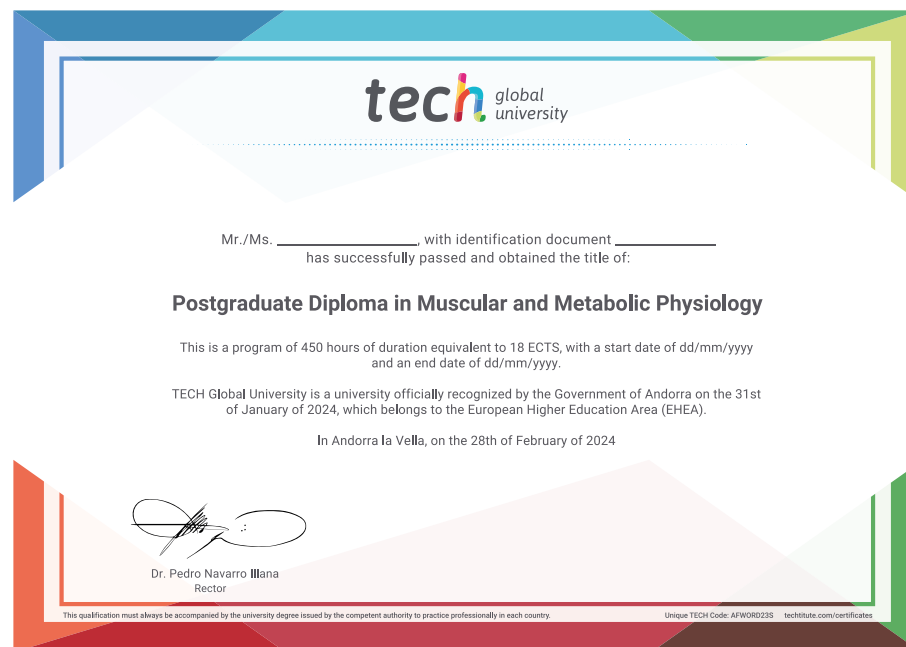 tech global university
Mr./Ms. ____________, with identification document ____________
has successfully passed and obtained the title of:
Postgraduate Diploma in Muscular and Metabolic Physiology
This is a program of 450 hours of duration equivalent to 18 ECTS, with a start date of dd/mm/yyyy
and an end date of dd/mm/yyyy.
TECH Global University is a university officially recognized by the Government of Andorra on the 31st
of January of 2024, which belongs to the European Higher Education Area (EHEA).
In Andorra la Vella, on the 28th of February of 2024
Dr. Pedro Navarro Illana
Rector
This qualification must always be accompanied by the university degree issued by the competent authority to practice professionally in each country.
Unique TECH Code: AFWORD23S techtitute.com/certificates